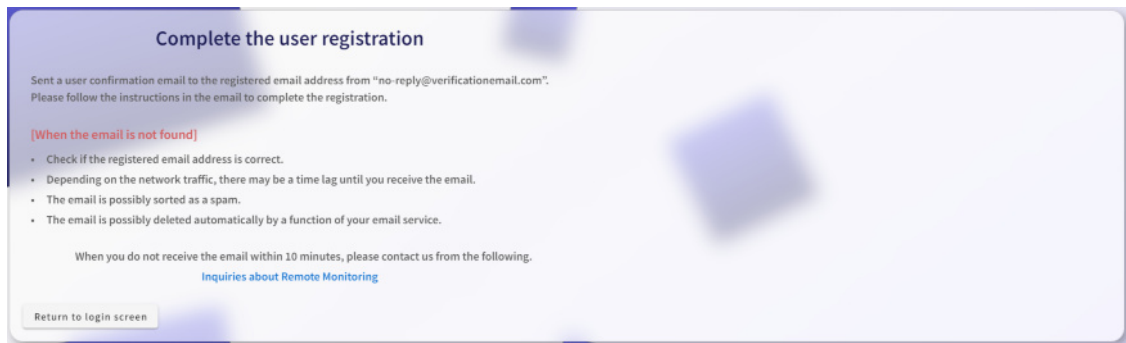 Complete the user registration
Sent a user confirmation email to the registered email address from “no-reply@verificationemail.com”.
Please follow the instructions in the email to complete the registration.
[When the email is not found]
• Check if the registered email address is correct.
• Depending on the network traffic, there may be a time lag until you receive the email.
• The email is possibly sorted as a spam.
• The email is possibly deleted automatically by a function of your email service.
When you do not receive the email within 10 minutes, please contact us from the following.
Inquiries about Remote Monitoring
Return to login screen